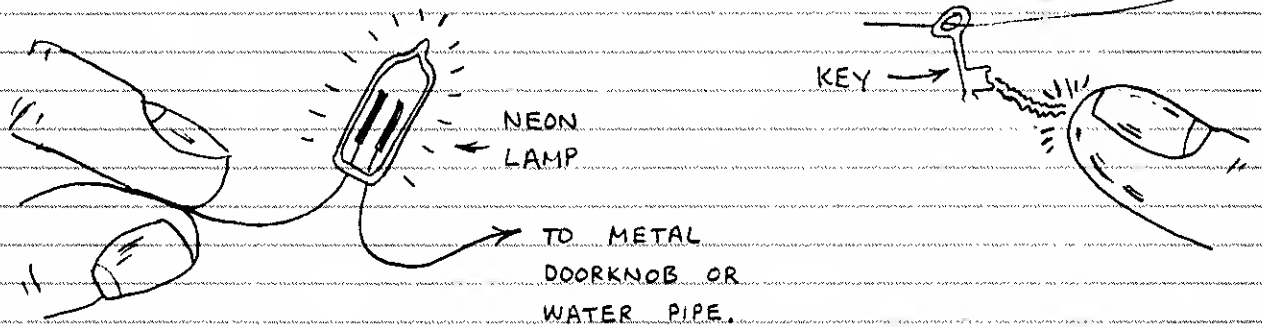 KEY
NEON
LAMP
TO METAL
DOORKNOB OR
WATER PIPE.